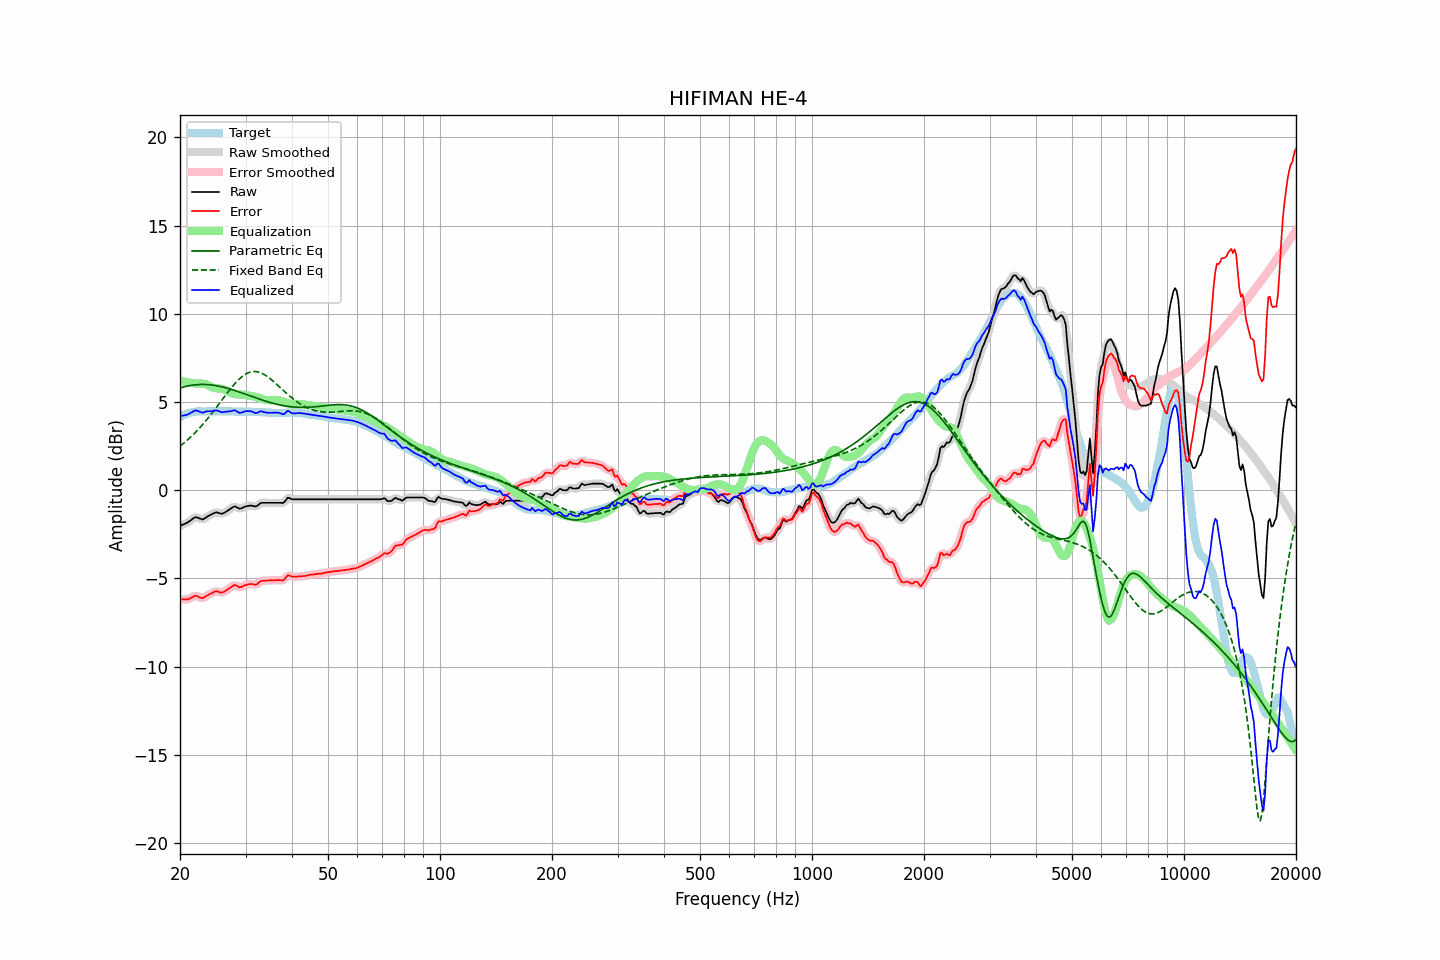 HIFIMAN HE-4
Target
Raw Smoothed
Error Smoothed
Raw
Error
Equalization
Parametric Eq
Fixed Band Eq
Equalized
Amplitude (dBr)
20
15
10
5
0
−5
−10
−15
−20
20 50 100 200 500 1000 2000 5000 10000 20000
Frequency (Hz)